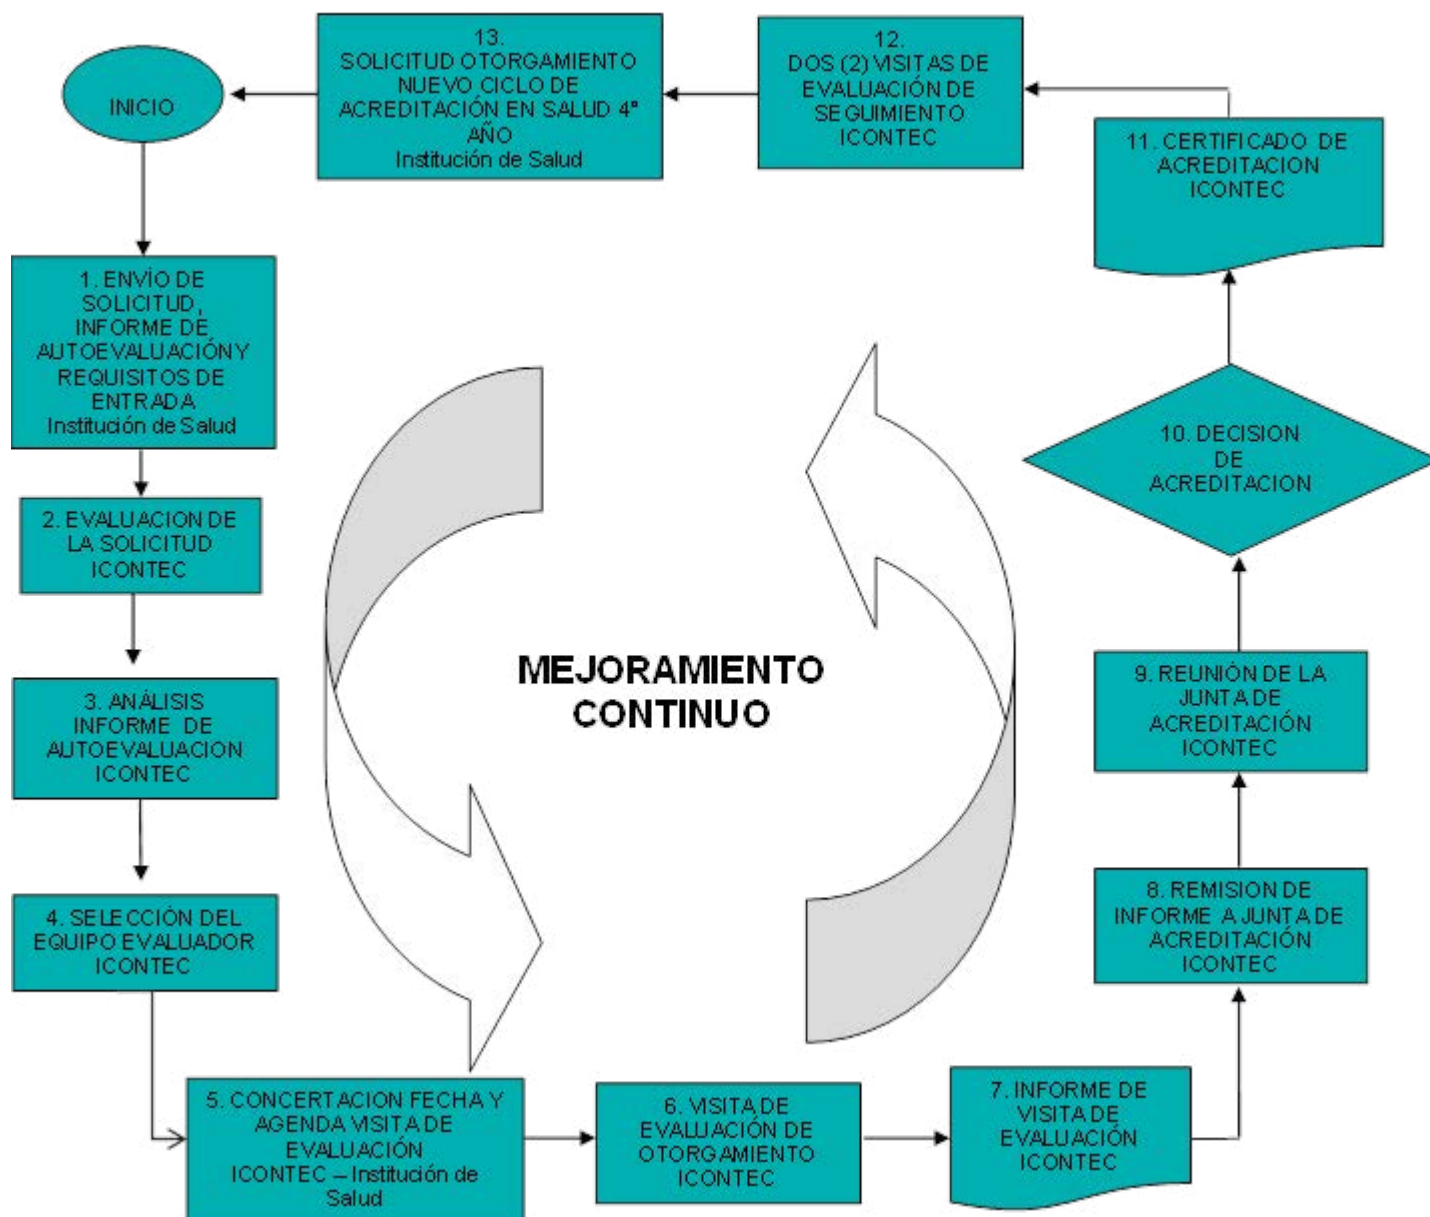 INICIO
1. ENVÍO DE
SOLICITUD,
INFORME DE
AUTOEVALUACIÓN Y
REQUISITOS DE
ENTRADA
Institución de Salud
2. EVALUACION DE
LA SOLICITUD
ICONTEC
3. ANÁLISIS
INFORME DE
AUTOEVALUACION
ICONTEC
4. SELECCIÓN DEL
EQUIPO EVALUADOR
ICONTEC
5. CONCERTACION FECHA Y
AGENDA VISITA DE
EVALUACIÓN
ICONTEC – Institución de
Salud
6. VISITA DE
EVALUACIÓN DE
OTORGAMIENTO
ICONTEC
7. INFORME DE
VISITA DE
EVALUACIÓN
ICONTEC
8. REMISION DE
INFORME A JUNTA DE
ACREDITACIÓN
ICONTEC
9. REUNIÓN DE LA
JUNTA DE
ACREDITACIÓN
ICONTEC
10. DECISION
DE
ACREDITACION
11. CERTIFICADO DE
ACREDITACION
ICONTEC
12.
DOS (2) VISITAS DE
EVALUACIÓN DE
SEGUIMIENTO
ICONTEC
13.
SOLICITUD OTORGAMIENTO
NUEVO CICLO DE
ACREDITACIÓN EN SALUD 4º
AÑO
Institución de Salud
MEJORAMIENTO
CONTINUO